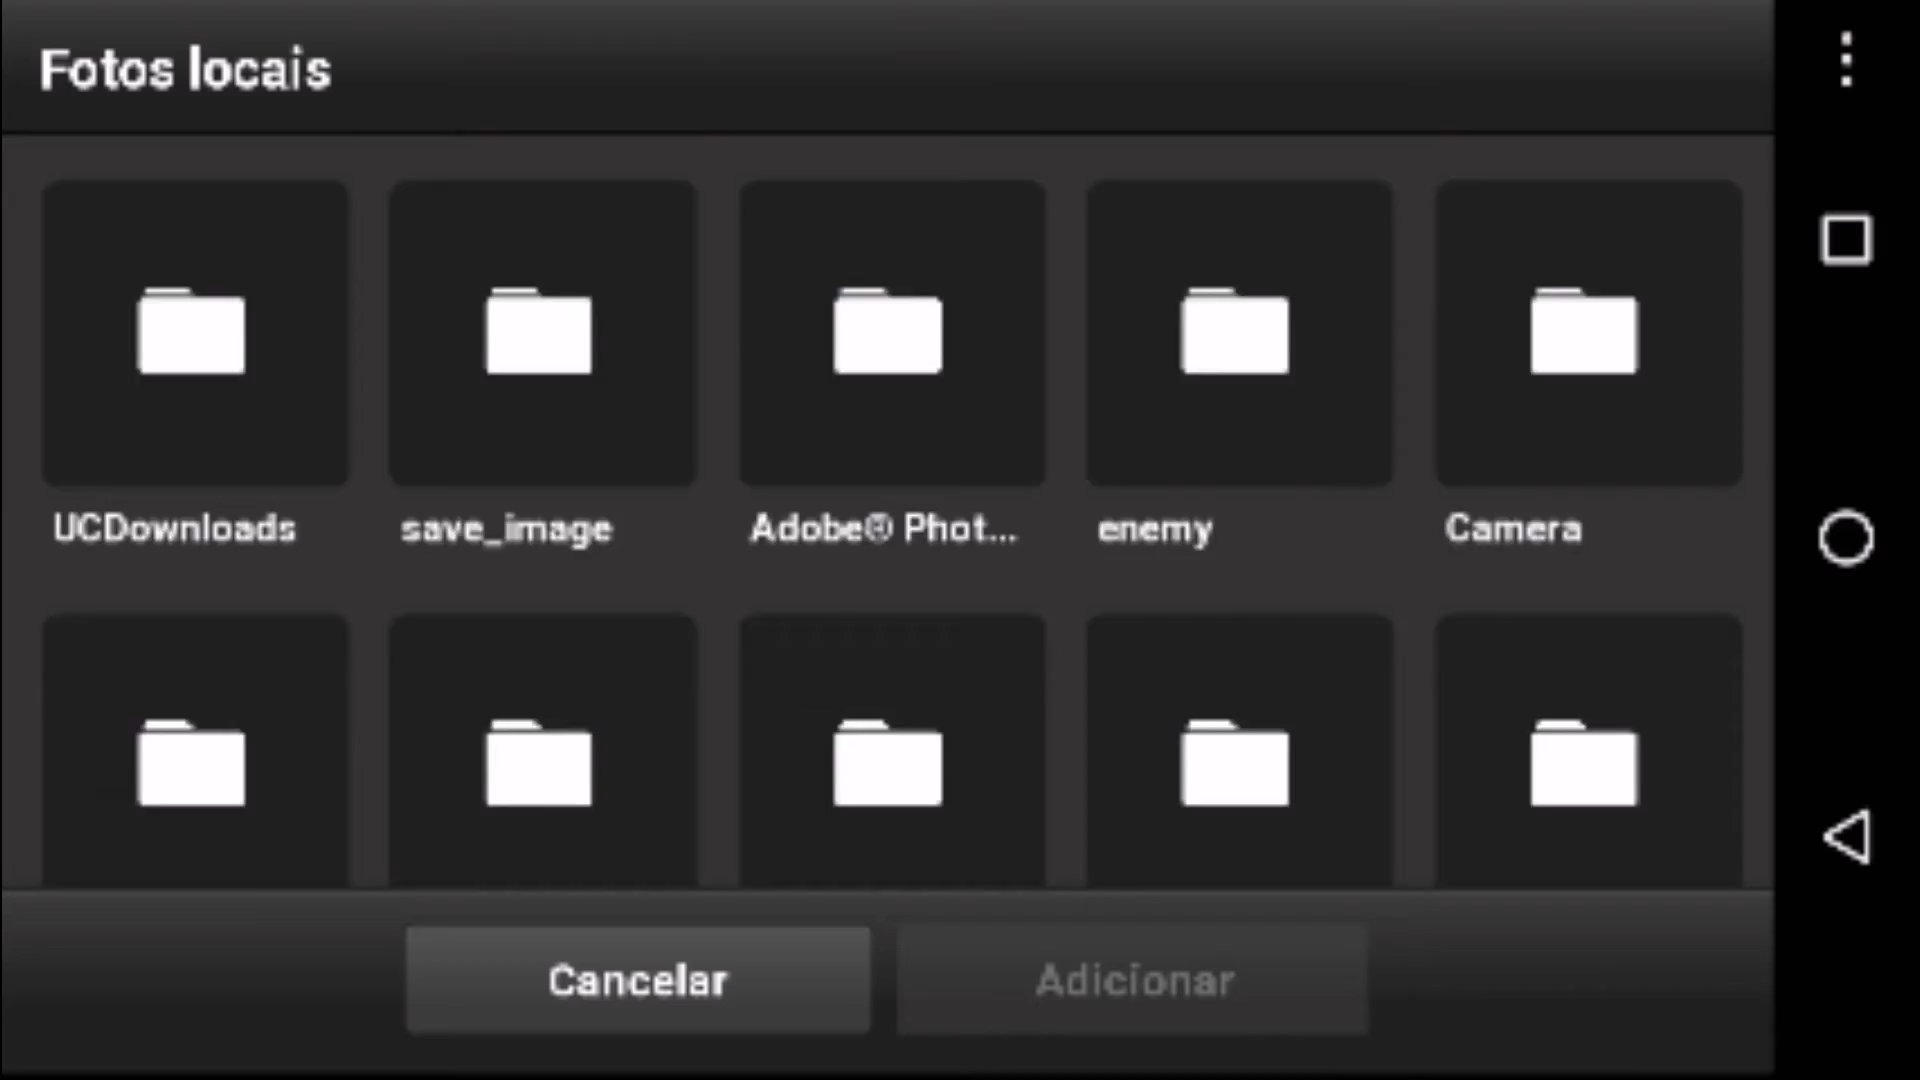 Fotos locais
UCDownloads
save_image
Adobe® Phot...
enemy
Camera
Cancelar
Adicionar